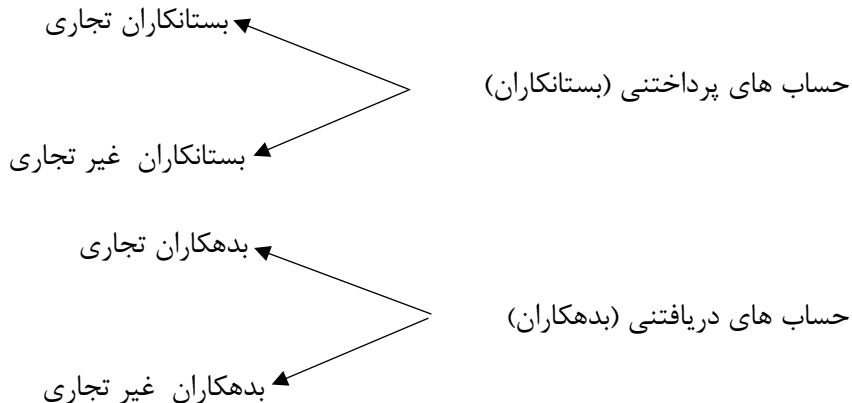 بستانکاران تجاری
حساب های پرداختنی (بستانکاران)
بستانکاران غیر تجاری
بدهکاران تجاری
حساب های دریافتنی (بدهکاران)
بدهکاران غیر تجاری